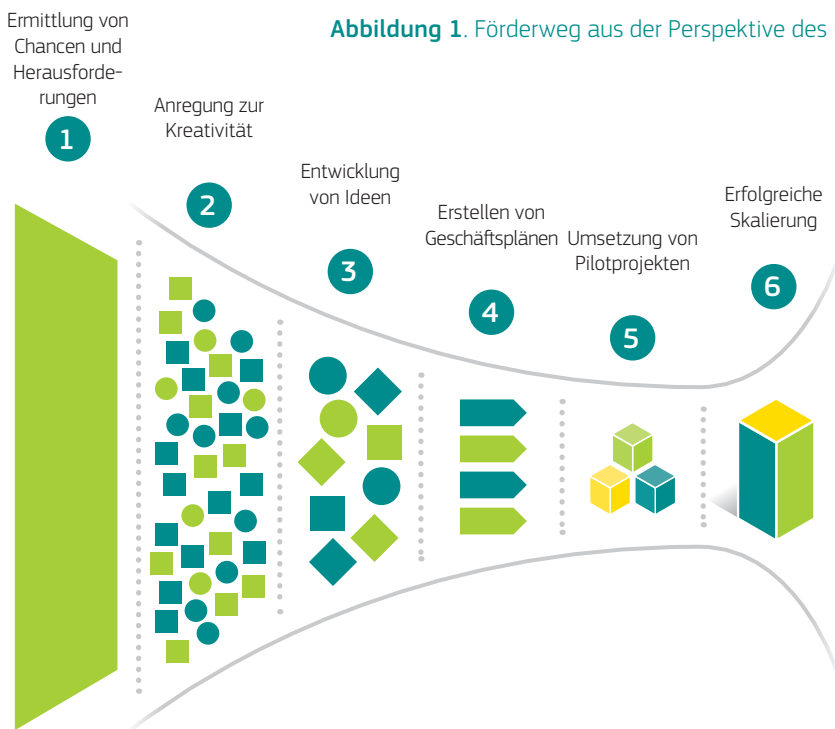 Abbildung 1. Förderweg aus der Perspektive des
Ermittlung von
Chancen und
Herausforde-
rungen
1
Anregung zur
Kreativität
2
Entwicklung
von Ideen
3
Erstellen von
Geschäftsplänen
4
Umsetzung von
Pilotprojekten
5
Erfolgreiche
Skalierung
6